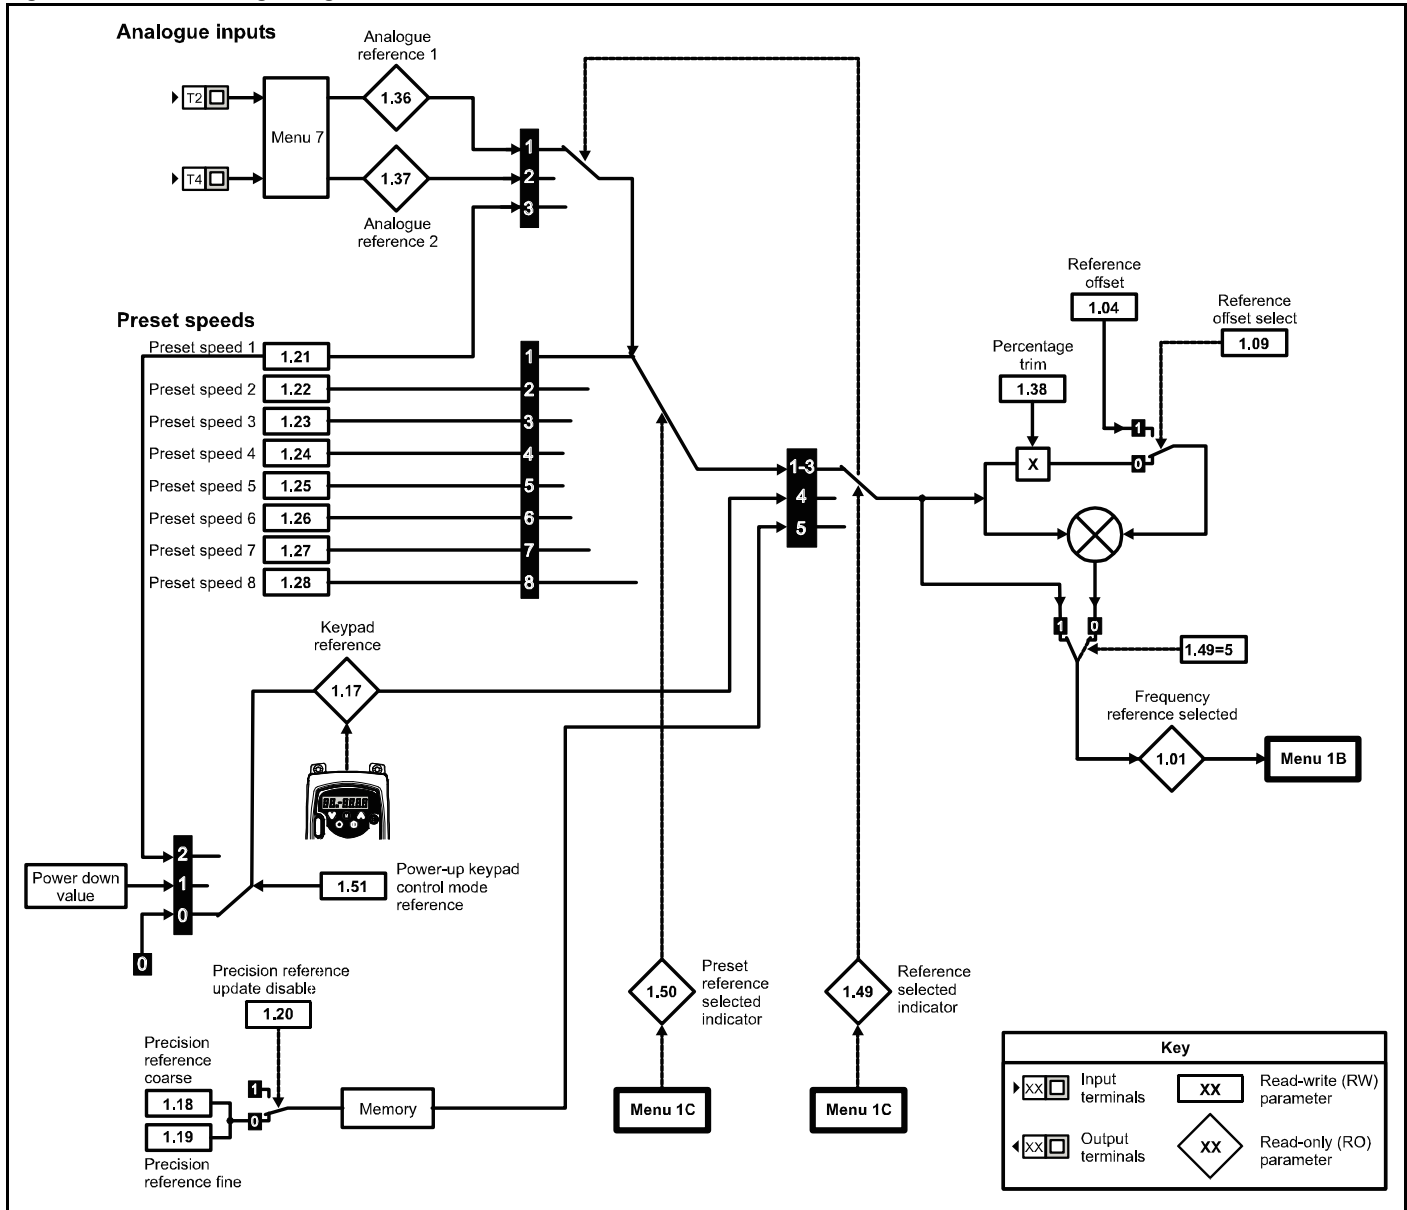 Analogue inputs
Analogue
reference 1
T2
1.36
Menu 7
T4
1.37
Analogue
reference 2
1
2
3
Preset speeds
Preset speed 1
1.21
1
Preset speed 2
1.22
2
Preset speed 3
1.23
3
Preset speed 4
1.24
4
Preset speed 5
1.25
5
Preset speed 6
1.26
6
Preset speed 7
1.27
7
Preset speed 8
1.28
8
1-3
4
5
Reference
offset
1.04
Reference
offset select
1.09
Percentage
trim
1.38
X
1
0
1
0
1.49=5
Frequency
reference selected
1.01
Menu 1B
Keypad
reference
1.17
2
1
0
Power down
value
0
1.51
Power-up keypad
control mode
reference
Precision reference
update disable
1.20
Precision
reference
coarse
1.18
1.19
Precision
reference fine
1
0
Memory
1.50
Preset
reference
selected
indicator
Menu 1C
1.49
Reference
selected
indicator
Menu 1C
Key
XX
Input
terminals
XX
Read-write (RW)
parameter
XX
Output
terminals
XX
Read-only (RO)
parameter